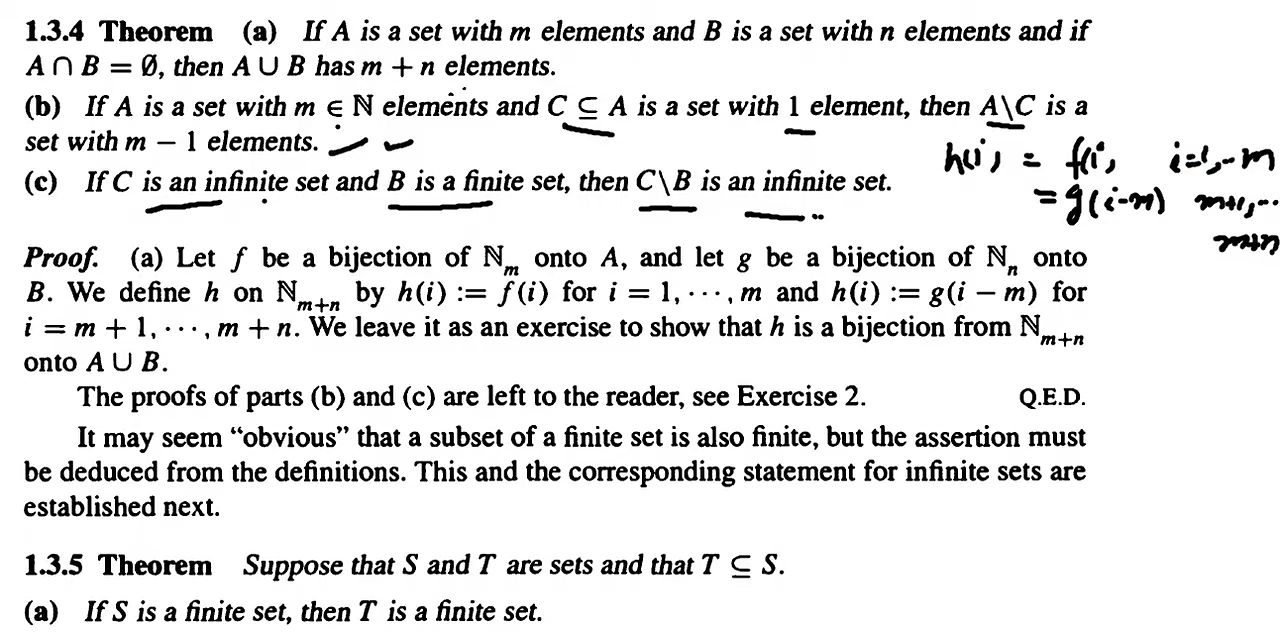 1.3.4 Theorem (a) If A is a set with m elements and B is a set with n elements and if
A ∩ B = ∅, then A ∪ B has m + n elements.
(b) If A is a set with m ∈ ℕ elements and C ⊆ A is a set with 1 element, then A\C is a
set with m − 1 elements.
(c) If C is an infinite set and B is a finite set, then C\B is an infinite set.
h(i) = f(i), i=1,..m
= g(i-m) m+1,..
m+n
Proof. (a) Let f be a bijection of ℕₘ onto A, and let g be a bijection of ℕₙ onto
B. We define h on ℕₘ₊ₙ by h(i) := f(i) for i = 1, ⋯, m and h(i) := g(i − m) for
i = m + 1, ⋯, m + n. We leave it as an exercise to show that h is a bijection from ℕₘ₊ₙ
onto A ∪ B.
The proofs of parts (b) and (c) are left to the reader, see Exercise 2. Q.E.D.
It may seem “obvious” that a subset of a finite set is also finite, but the assertion must
be deduced from the definitions. This and the corresponding statement for infinite sets are
established next.
1.3.5 Theorem Suppose that S and T are sets and that T ⊆ S.
(a) If S is a finite set, then T is a finite set.